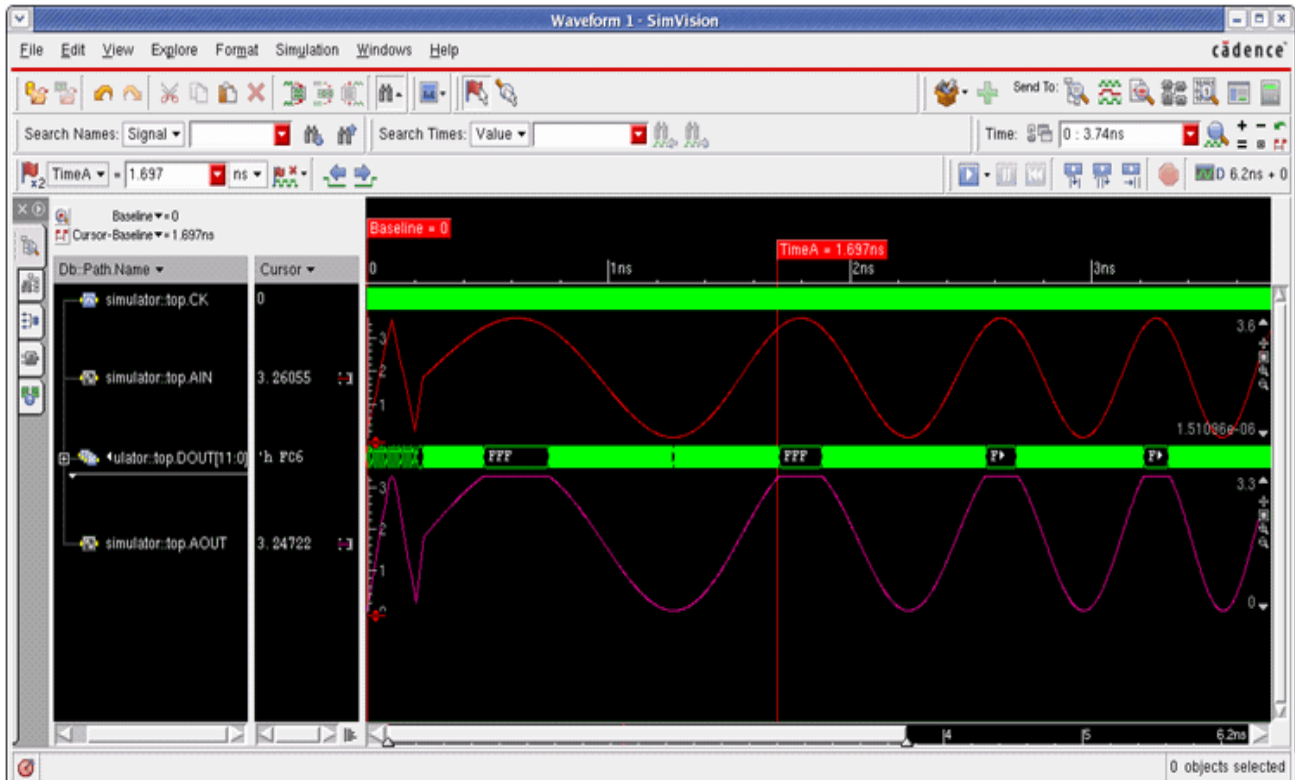 Waveform 1 - SimVision
File Edit View Explore Format Simulation Windows Help
cādence
Send To:
Search Names: Signal
Search Times: Value
Time: 0 : 3.74ns
x2 TimeA = 1.697 ns
D 6.2ns + 0
Baseline = 0
Cursor-Baseline = 1.697ns
Baseline = 0
TimeA = 1.697ns
Db::Path.Name Cursor
0 1ns 2ns 3ns
simulator::top.CK 0
3 2 1
3.6
simulator::top.AIN 3.26055
1.51096e-06
ulator::top.DOUT[11:0] 'h FC6
FFF FFF F F
3 2 1
3.3
simulator::top.AOUT 3.24722
0
4 5 6.2ns
0 objects selected